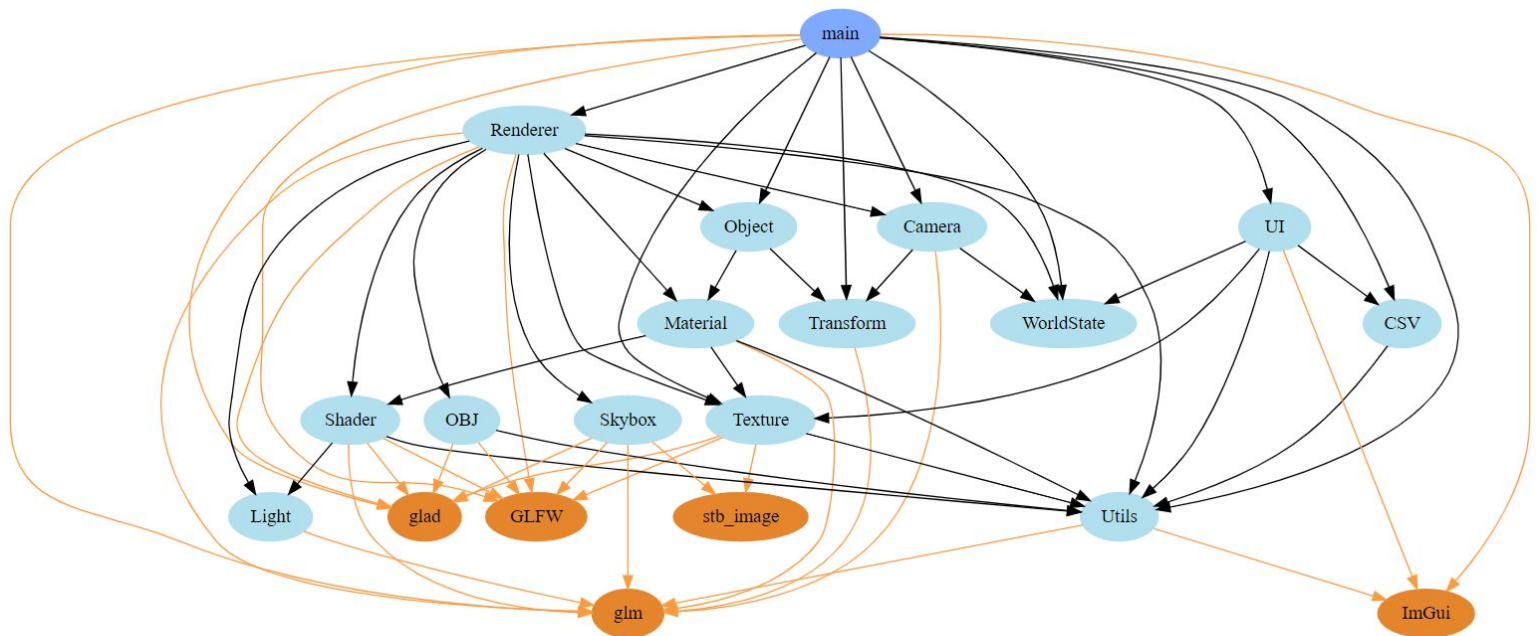 main
Renderer
Object
Camera
UI
Material
Transform
WorldState
CSV
Shader
OBJ
Skybox
Texture
Light
glad
GLFW
stb_image
Utils
glm
ImGui